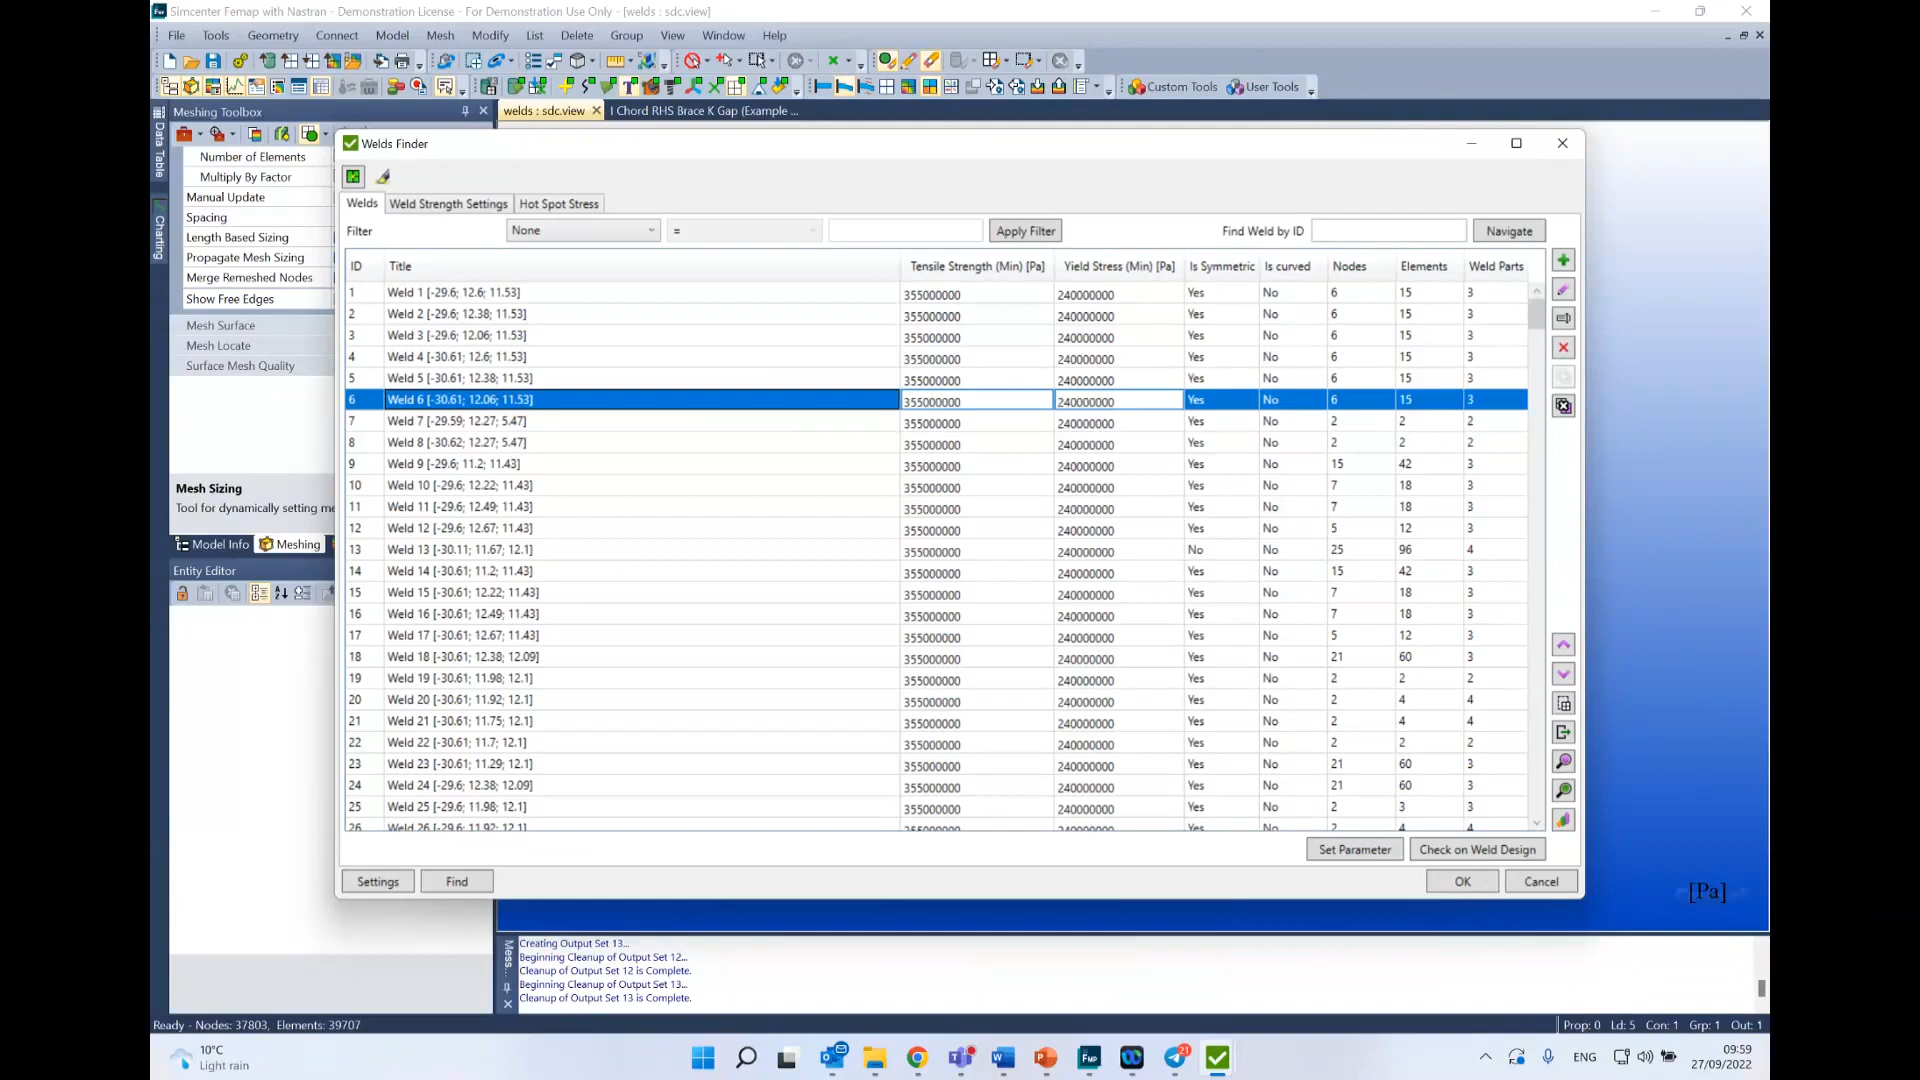 Simcenter Femap with Nastran - Demonstration License - For Demonstration Use Only - [welds : sdc.view]
File Tools Geometry Connect Model Mesh Modify List Delete Group View Window Help
Custom Tools User Tools
Meshing Toolbox
welds : sdc.view
I Chord RHS Brace K Gap (Example ...
Data Table
Charting
Number of Elements
Multiply By Factor
Manual Update
Spacing
Length Based Sizing
Propagate Mesh Sizing
Merge Remeshed Nodes
Show Free Edges
Mesh Surface
Mesh Locate
Surface Mesh Quality
Mesh Sizing
Tool for dynamically setting me
Model Info Meshing
Entity Editor
Welds Finder
Welds Weld Strength Settings Hot Spot Stress
Filter None = Apply Filter Find Weld by ID Navigate
ID Title Tensile Strength (Min) [Pa] Yield Stress (Min) [Pa] Is Symmetric Is curved Nodes Elements Weld Parts
1 Weld 1 [-29.6; 12.6; 11.53] 355000000 240000000 Yes No 6 15 3
2 Weld 2 [-29.6; 12.38; 11.53] 355000000 240000000 Yes No 6 15 3
3 Weld 3 [-29.6; 12.06; 11.53] 355000000 240000000 Yes No 6 15 3
4 Weld 4 [-30.61; 12.6; 11.53] 355000000 240000000 Yes No 6 15 3
5 Weld 5 [-30.61; 12.38; 11.53] 355000000 240000000 Yes No 6 15 3
6 Weld 6 [-30.61; 12.06; 11.53] 355000000 240000000 Yes No 6 15 3
7 Weld 7 [-29.59; 12.27; 5.47] 355000000 240000000 Yes No 2 2 2
8 Weld 8 [-30.62; 12.27; 5.47] 355000000 240000000 Yes No 2 2 2
9 Weld 9 [-29.6; 11.2; 11.43] 355000000 240000000 Yes No 15 42 3
10 Weld 10 [-29.6; 12.22; 11.43] 355000000 240000000 Yes No 7 18 3
11 Weld 11 [-29.6; 12.49; 11.43] 355000000 240000000 Yes No 7 18 3
12 Weld 12 [-29.6; 12.67; 11.43] 355000000 240000000 Yes No 5 12 3
13 Weld 13 [-30.11; 11.67; 12.1] 355000000 240000000 No No 25 96 4
14 Weld 14 [-30.61; 11.2; 11.43] 355000000 240000000 Yes No 15 42 3
15 Weld 15 [-30.61; 12.22; 11.43] 355000000 240000000 Yes No 7 18 3
16 Weld 16 [-30.61; 12.49; 11.43] 355000000 240000000 Yes No 7 18 3
17 Weld 17 [-30.61; 12.67; 11.43] 355000000 240000000 Yes No 5 12 3
18 Weld 18 [-30.61; 12.38; 12.09] 355000000 240000000 Yes No 21 60 3
19 Weld 19 [-30.61; 11.98; 12.1] 355000000 240000000 Yes No 2 2 2
20 Weld 20 [-30.61; 11.92; 12.1] 355000000 240000000 Yes No 2 4 4
21 Weld 21 [-30.61; 11.75; 12.1] 355000000 240000000 Yes No 2 4 4
22 Weld 22 [-30.61; 11.7; 12.1] 355000000 240000000 Yes No 2 2 2
23 Weld 23 [-30.61; 11.29; 12.1] 355000000 240000000 Yes No 21 60 3
24 Weld 24 [-29.6; 12.38; 12.09] 355000000 240000000 Yes No 21 60 3
25 Weld 25 [-29.6; 11.98; 12.1] 355000000 240000000 Yes No 2 3 3
26 Weld 26 [-29.6; 11.92; 12.1] 355000000 240000000 Yes No 2 4 4
Set Parameter Check on Weld Design
Settings Find OK Cancel
[Pa]
Mess...
Creating Output Set 13...
Beginning Cleanup of Output Set 12...
Cleanup of Output Set 12 is Complete.
Beginning Cleanup of Output Set 13...
Cleanup of Output Set 13 is Complete.
Ready - Nodes: 37803, Elements: 39707
Prop: 0 Ld: 5 Con: 1 Grp: 1 Out: 1
10°C
Light rain
21
ENG
09:59
27/09/2022